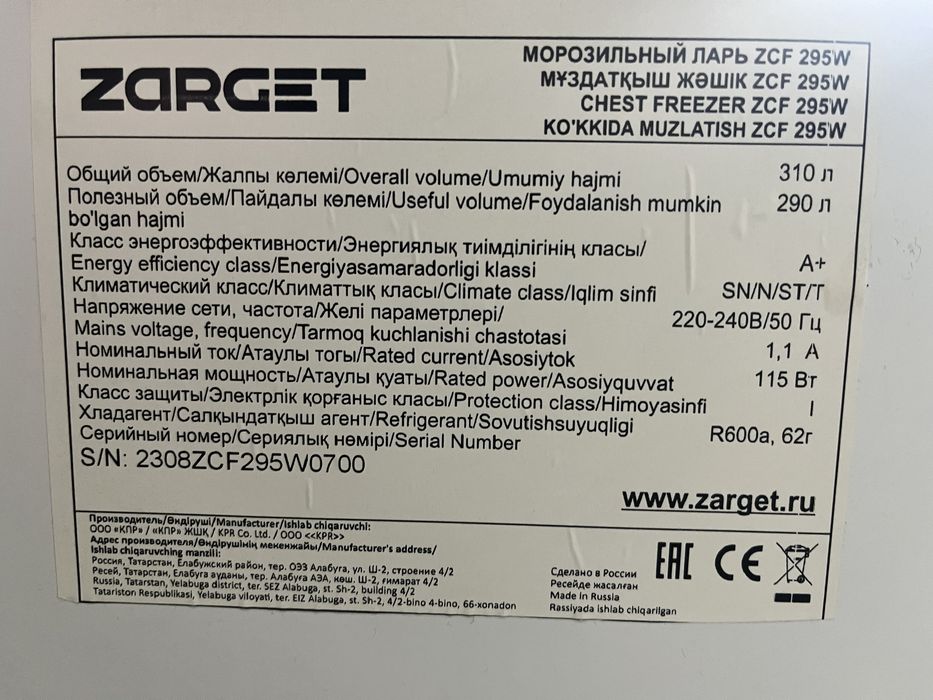 ZARGET
МОРОЗИЛЬНЫЙ ЛАРЬ ZCF 295W
МҰЗДАТҚЫШ ЖӘШІК ZCF 295W
CHEST FREEZER ZCF 295W
KO'KKIDA MUZLATISH ZCF 295W
Общий объем/Жалпы көлемі/Overall volume/Umumiy hajmi 310 л
Полезный объем/Пайдалы көлемі/Useful volume/Foydalanish mumkin 290 л
bo'lgan hajmi
Класс энергоэффективности/Энергиялық тиімділігінің класы/
Energy efficiency class/Energiyasamaradorligi klassi A+
Климатический класс/Климаттық класы/Climate class/Iqlim sinfi SN/N/ST/T
Напряжение сети, частота/Желі параметрлері/
Mains voltage, frequency/Tarmoq kuchlanishi chastotasi 220-240В/50 Гц
Номинальный ток/Атаулы тогы/Rated current/Asosiytok 1,1 А
Номинальная мощность/Атаулы қуаты/Rated power/Asosiyquvvat 115 Вт
Класс защиты/Электрлік қорғаныс класы/Protection class/Himoyasinfi I
Хладагент/Салқындатқыш агент/Refrigerant/Sovutishsuyuqligi R600a, 62г
Серийный номер/Сериялық немірі/Serial Number
S/N: 2308ZCF295W0700
www.zarget.ru
Производитель/Өндіруші/Manufacturer/Ishlab chiqaruvchi:
ООО «КПР» / «КПР» ЖШҚ / KPR Co. Ltd. / ООО <<KPR>>
Адрес производителя/Өндірушінің мекенжайы/Manufacturer's address/
Ishlab chiqaruvching manzili:
Россия, Татарстан, Елабужский район, тер. ОЭЗ Алабуга, ул. Ш-2, строение 4/2
Ресей, Татарстан, Елабуга ауданы, тер. Алабуга АЭА, көш. Ш-2, ғимарат 4/2
Russia, Tatarstan, Yelabuga district, ter. SEZ Alabuga, st. Sh-2, building 4/2
Tatariston Respublikasi, Yelabuga viloyati, ter. EIZ Alabuga, st. Sh-2, 4/2-bino 4-bino, 66-xonadon
Сделано в России
Ресейде жасалған
Made in Russia
Rassiyada ishlab chiqarilgan
EAC CE